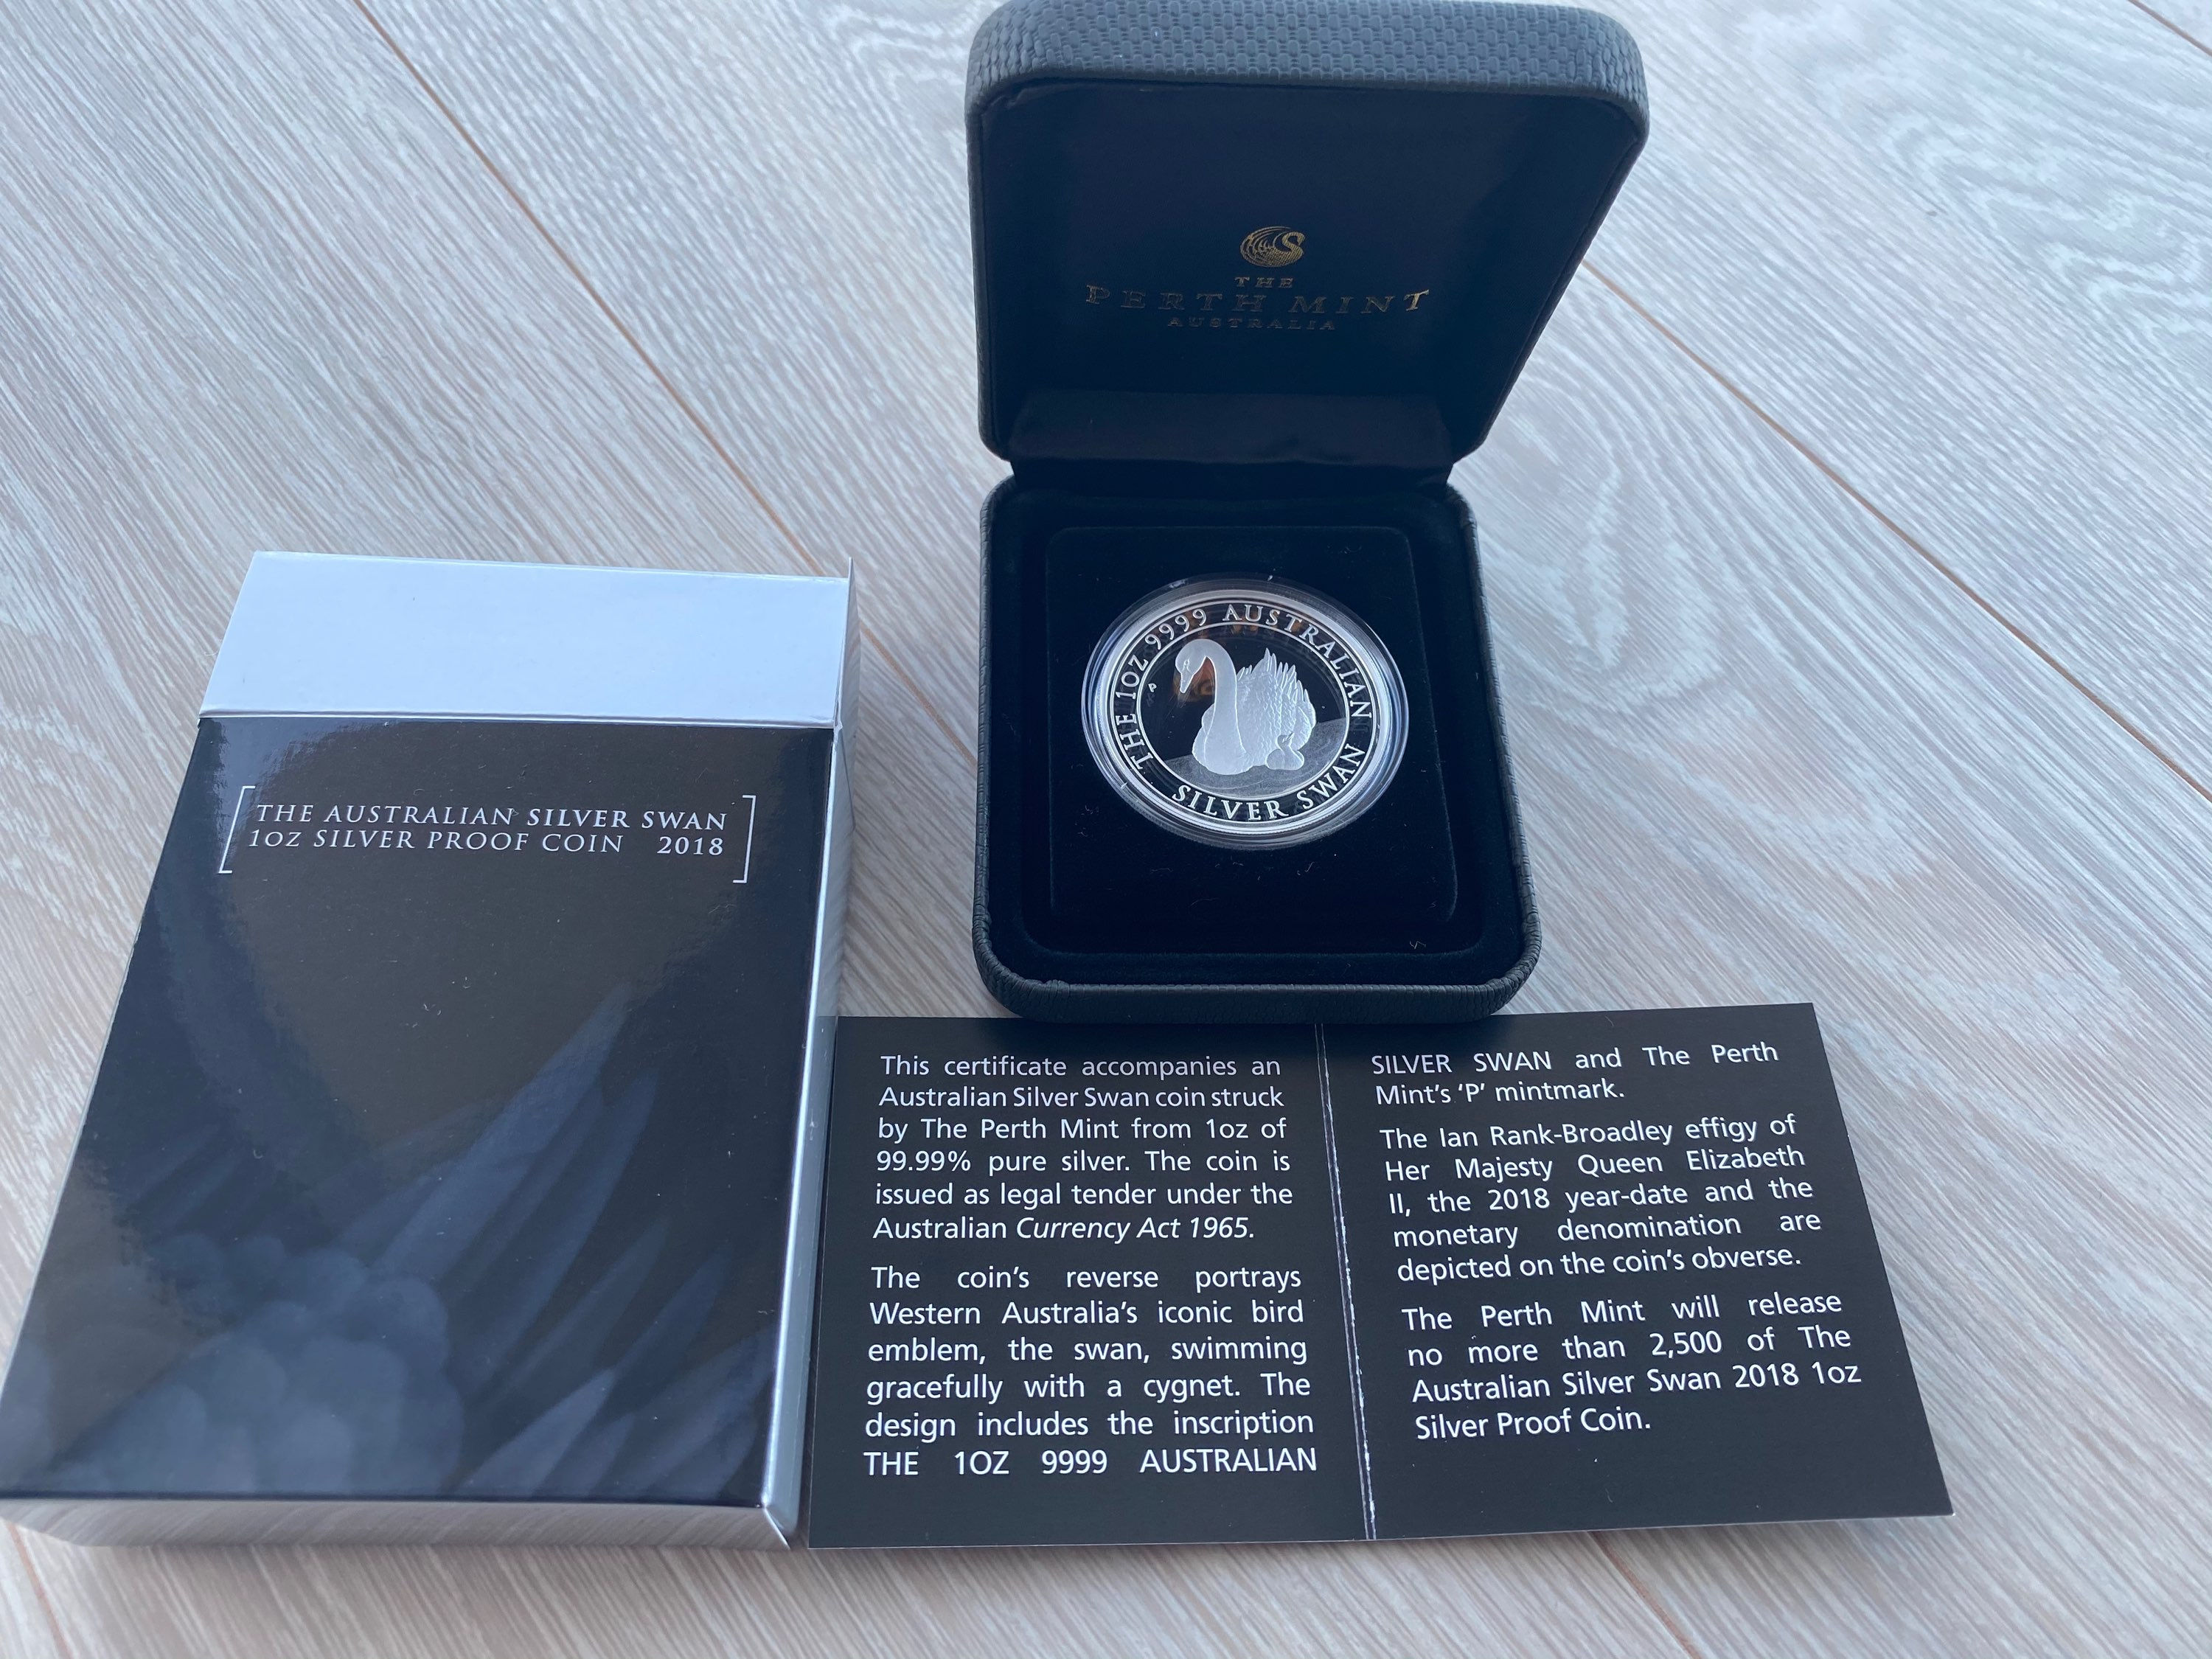 THE
PERTH MINT
AUSTRALIA
THE 1OZ 9999 AUSTRALIAN
SILVER SWAN
P
[THE AUSTRALIAN SILVER SWAN
1OZ SILVER PROOF COIN 2018]
This certificate accompanies an
Australian Silver Swan coin struck
by The Perth Mint from 1oz of
99.99% pure silver. The coin is
issued as legal tender under the
Australian Currency Act 1965.
The coin's reverse portrays
Western Australia's iconic bird
emblem, the swan, swimming
gracefully with a cygnet. The
design includes the inscription
THE 1OZ 9999 AUSTRALIAN
SILVER SWAN and The Perth
Mint's 'P' mintmark.
The Ian Rank-Broadley effigy of
Her Majesty Queen Elizabeth
II, the 2018 year-date and the
monetary denomination are
depicted on the coin's obverse.
The Perth Mint will release
no more than 2,500 of The
Australian Silver Swan 2018 1oz
Silver Proof Coin.